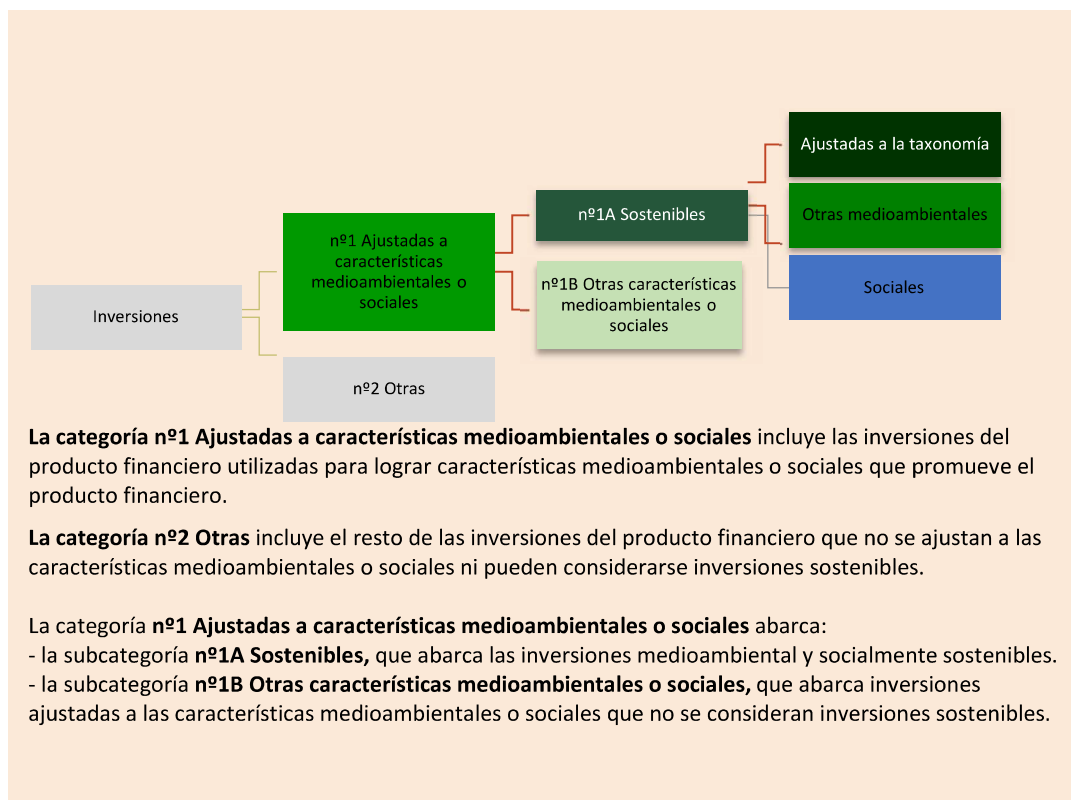 Inversiones
nº1 Ajustadas a
características
medioambientales o
sociales
nº2 Otras
nº1A Sostenibles
nº1B Otras características
medioambientales o
sociales
Ajustadas a la taxonomía
Otras medioambientales
Sociales
La categoría nº1 Ajustadas a características medioambientales o sociales incluye las inversiones del
producto financiero utilizadas para lograr características medioambientales o sociales que promueve el
producto financiero.
La categoría nº2 Otras incluye el resto de las inversiones del producto financiero que no se ajustan a las
características medioambientales o sociales ni pueden considerarse inversiones sostenibles.
La categoría nº1 Ajustadas a características medioambientales o sociales abarca:
- la subcategoría nº1A Sostenibles, que abarca las inversiones medioambiental y socialmente sostenibles.
- la subcategoría nº1B Otras características medioambientales o sociales, que abarca inversiones
ajustadas a las características medioambientales o sociales que no se consideran inversiones sostenibles.